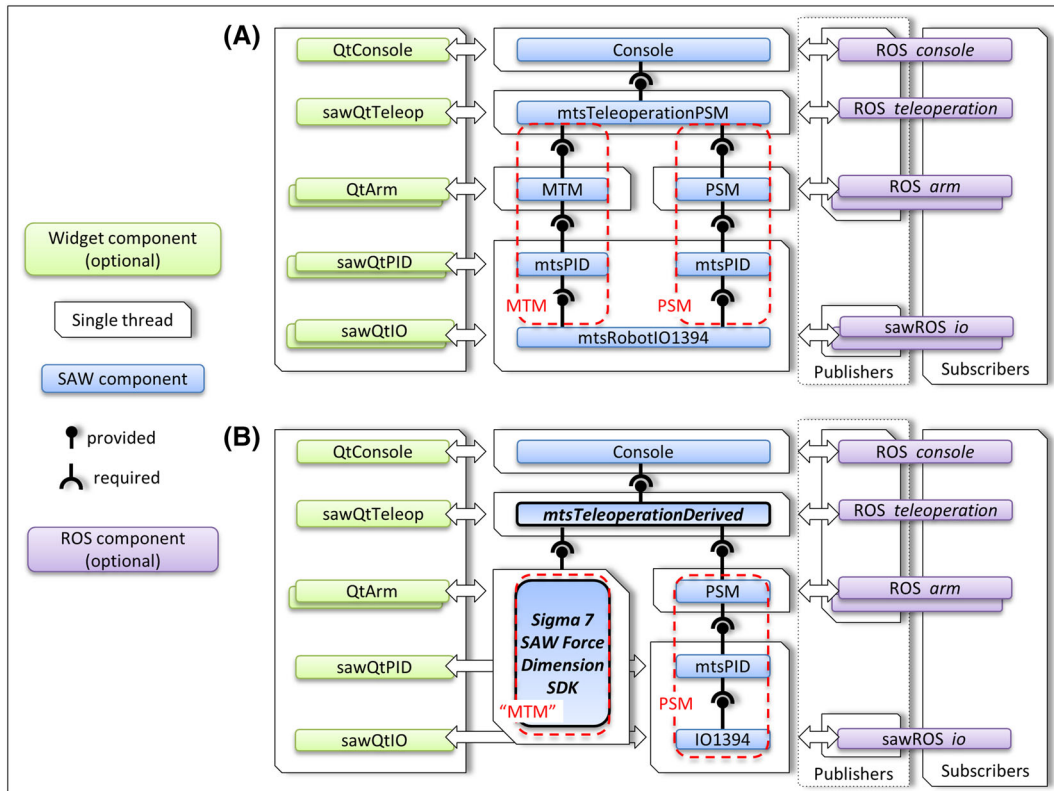 Widget component
(optional)
Single thread
SAW component
provided
required
ROS component
(optional)
(A)
QtConsole
Console
ROS console
sawQtTeleop
mtsTeleoperationPSM
ROS teleoperation
QtArm
MTM
PSM
ROS arm
sawQtPID
mtsPID
mtsPID
MTM
PSM
sawQtIO
mtsRobotIO1394
sawROS io
Publishers
Subscribers
(B)
QtConsole
Console
ROS console
sawQtTeleop
mtsTeleoperationDerived
ROS teleoperation
QtArm
Sigma 7
SAW Force
Dimension
SDK
"MTM"
PSM
ROS arm
sawQtPID
mtsPID
PSM
sawQtIO
IO1394
sawROS io
Publishers
Subscribers